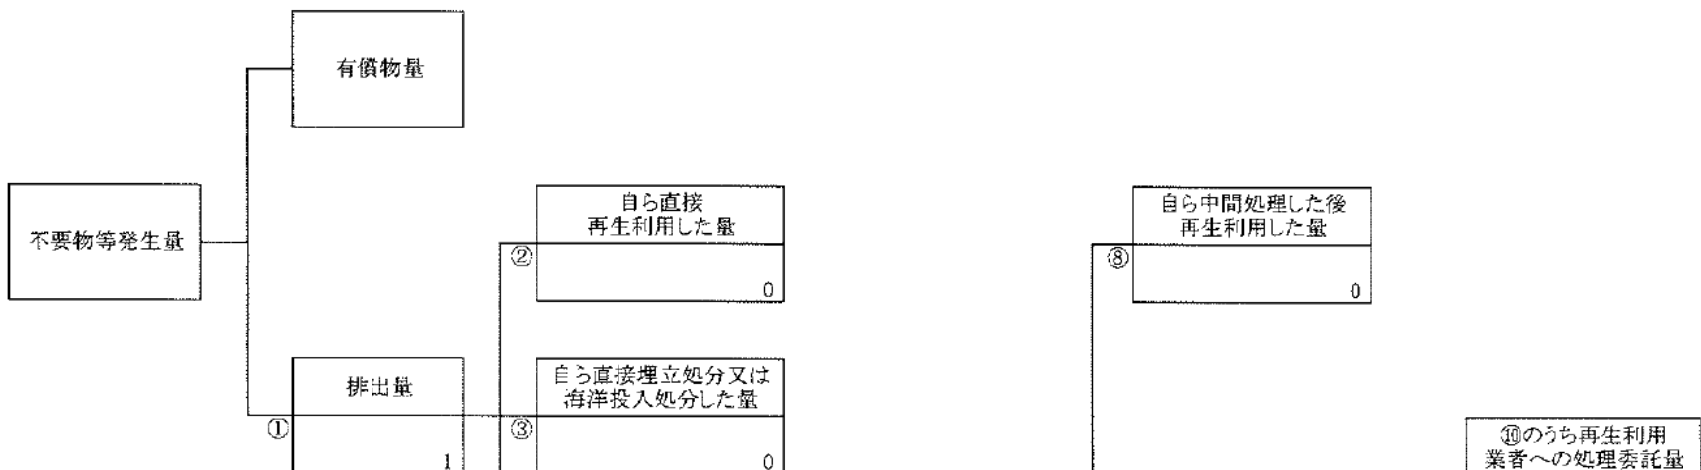 有償物量
不要物等発生量
自ら直接
再生利用した量
②
0
自ら中間処理した後
再生利用した量
⑧
0
排出量
①
1
自ら直接埋立処分又は
海洋投入処分した量
③
0
⑩のうち再生利用
業者への処理委託量